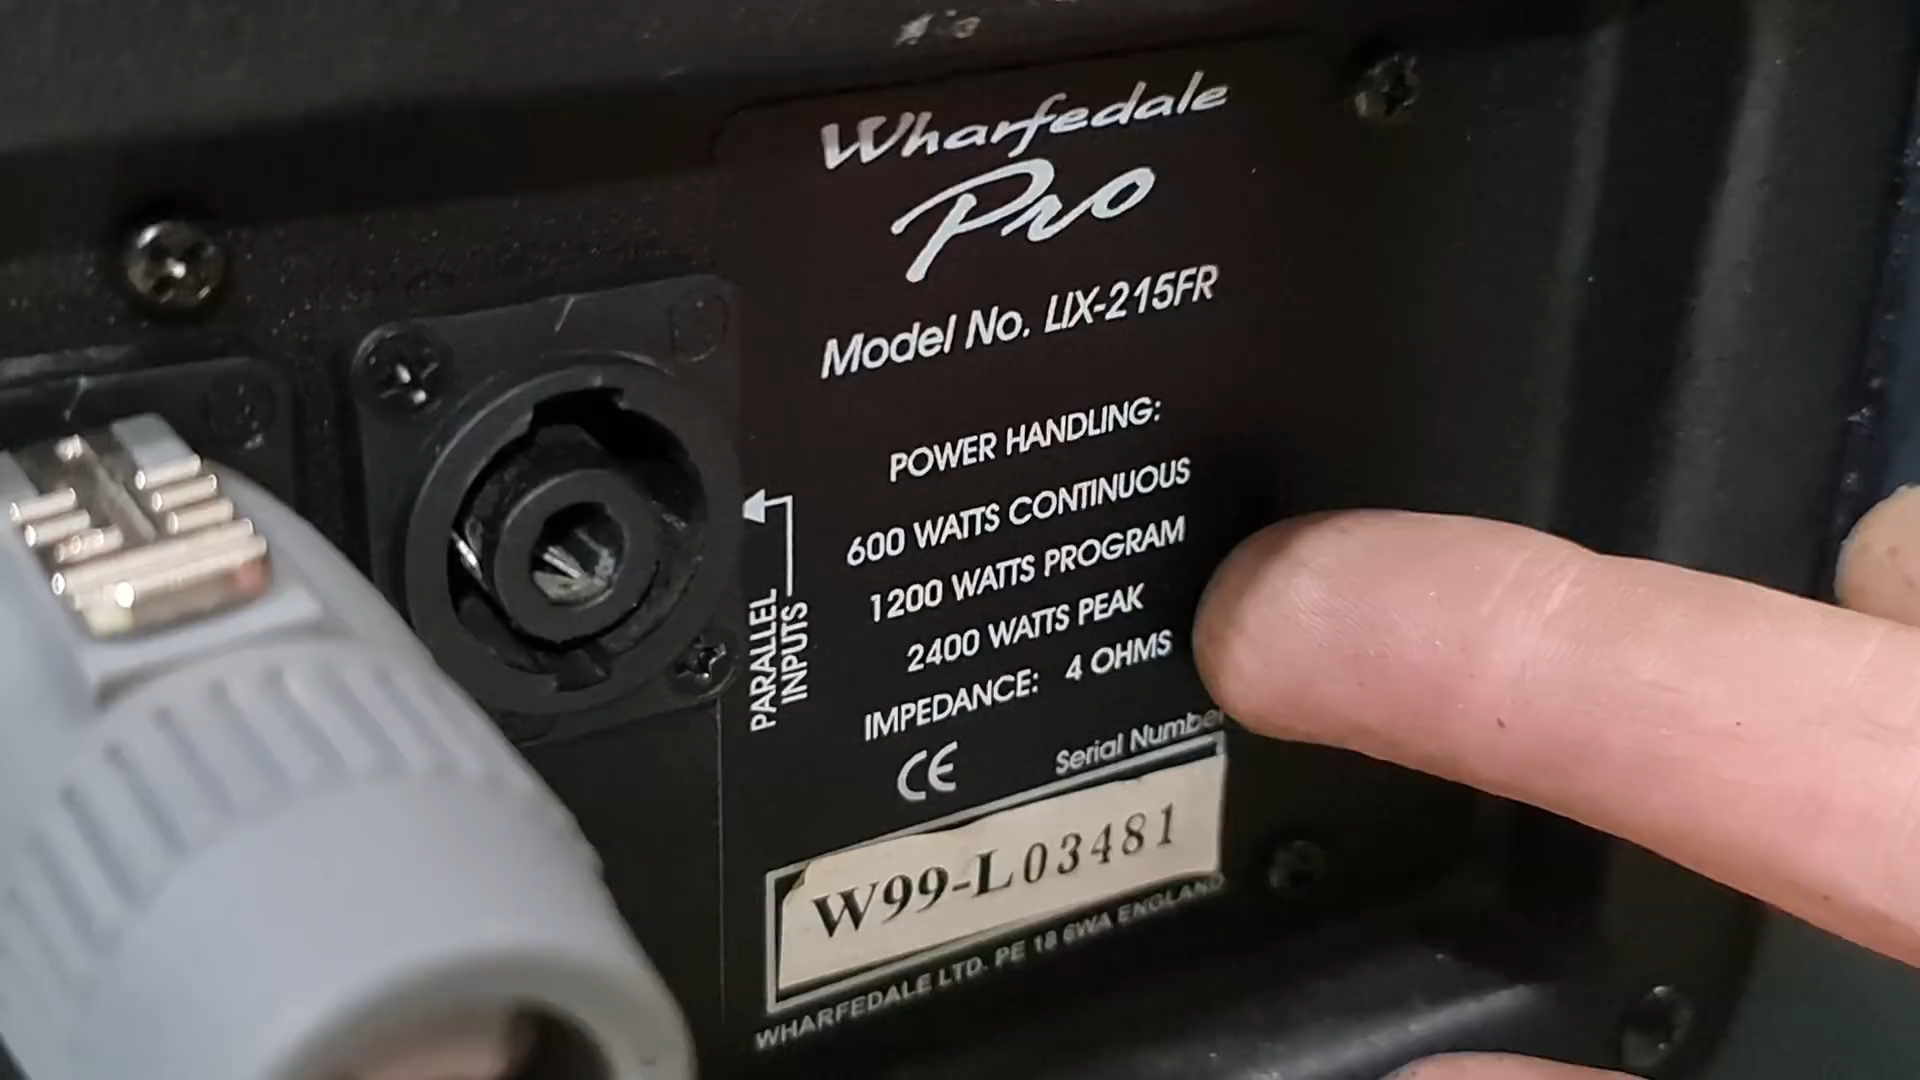 Wharfedale
Pro
Model No. LIX-215FR
POWER HANDLING:
600 WATTS CONTINUOUS
1200 WATTS PROGRAM
2400 WATTS PEAK
IMPEDANCE: 4 OHMS
PARALLEL
INPUTS
CE
Serial Number
W99-L03481
WHARFEDALE LTD. PE 18 6WA ENGLAND